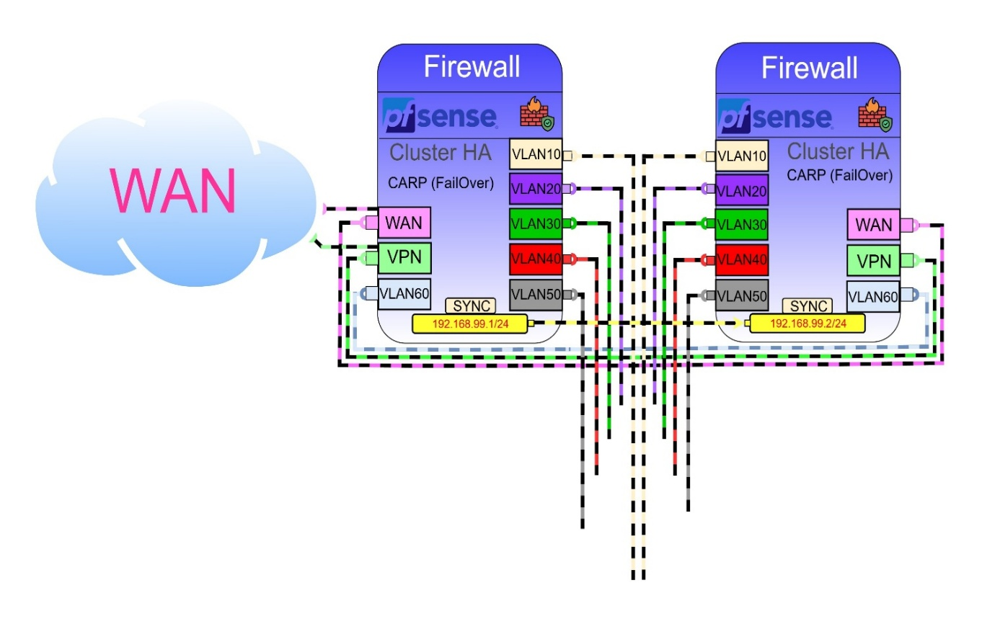 WAN
Firewall
pfsense
Cluster HA
CARP (FailOver)
WAN
VPN
VLAN60
VLAN10
VLAN20
VLAN30
VLAN40
VLAN50
SYNC
192.168.99.1/24
Firewall
pfsense
Cluster HA
CARP (FailOver)
VLAN10
VLAN20
VLAN30
VLAN40
VLAN50
WAN
VPN
VLAN60
SYNC
192.168.99.2/24